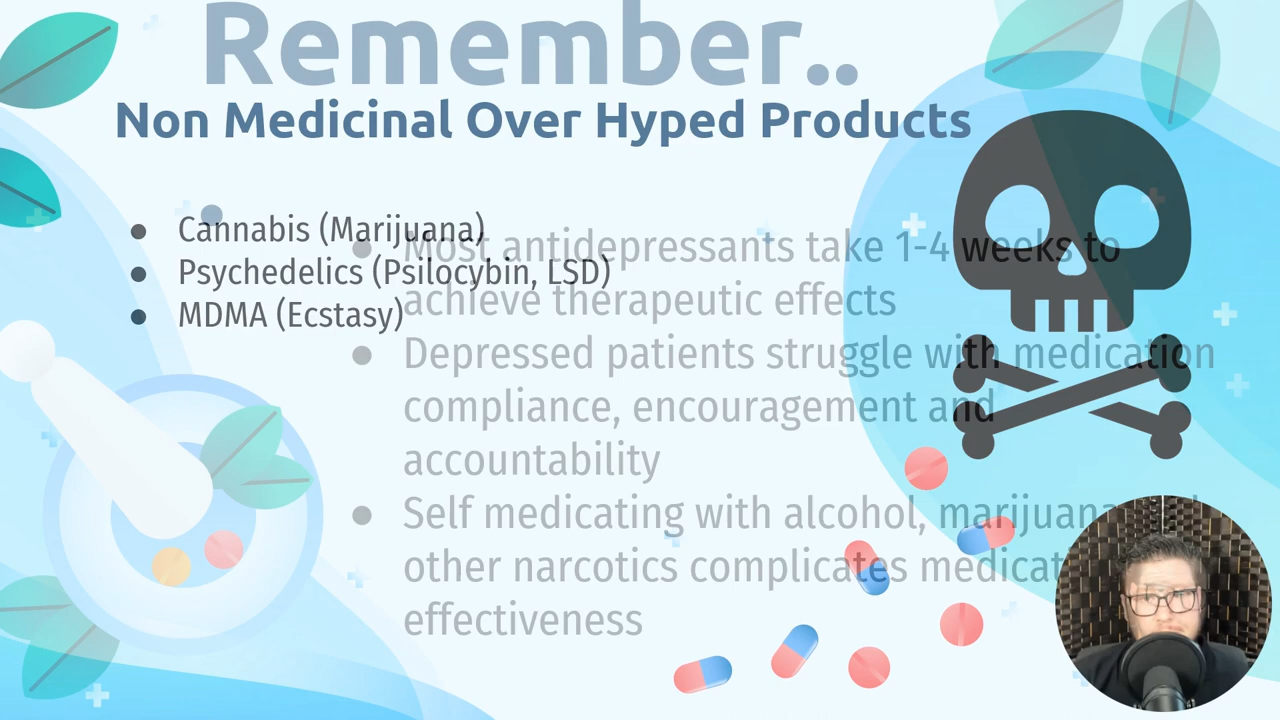 Remember..
Non Medicinal Over Hyped Products
● Cannabis (Marijuana)
● Psychedelics (Psilocybin, LSD)
● MDMA (Ecstasy)
● Most antidepressants take 1-4 weeks to
achieve therapeutic effects
● Depressed patients struggle with medication
compliance, encouragement and
accountability
● Self medicating with alcohol, marijuana
other narcotics complicates
effectiveness